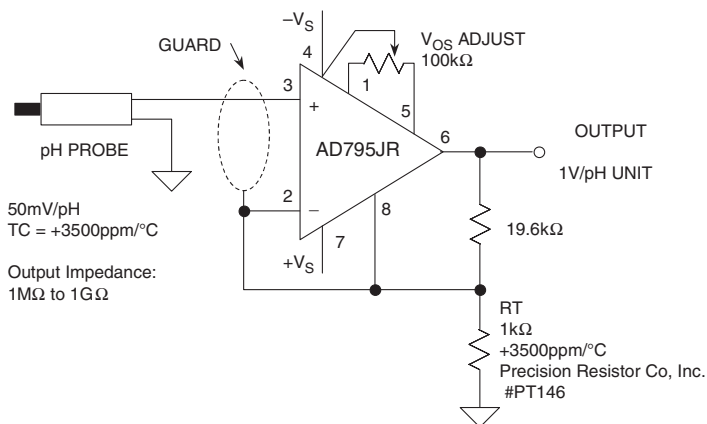 GUARD
–VS
4
VOS ADJUST
100kΩ
3
1
5
+
6
OUTPUT
AD795JR
pH PROBE
1V/pH UNIT
2
–
8
50mV/pH
TC = +3500ppm/°C
7
19.6kΩ
+VS
Output Impedance:
1MΩ to 1GΩ
RT
1kΩ
+3500ppm/°C
Precision Resistor Co, Inc.
#PT146